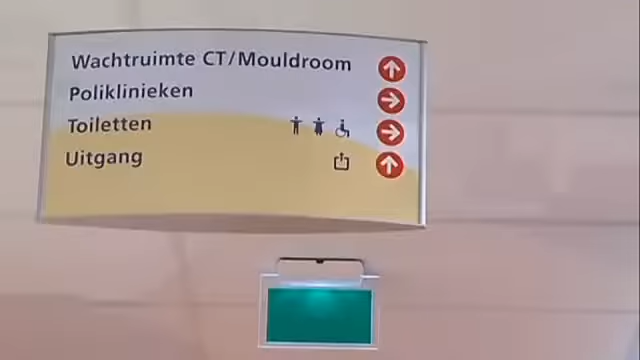 Wachtruimte CT/Mouldroom
Poliklinieken
Toiletten
Uitgang